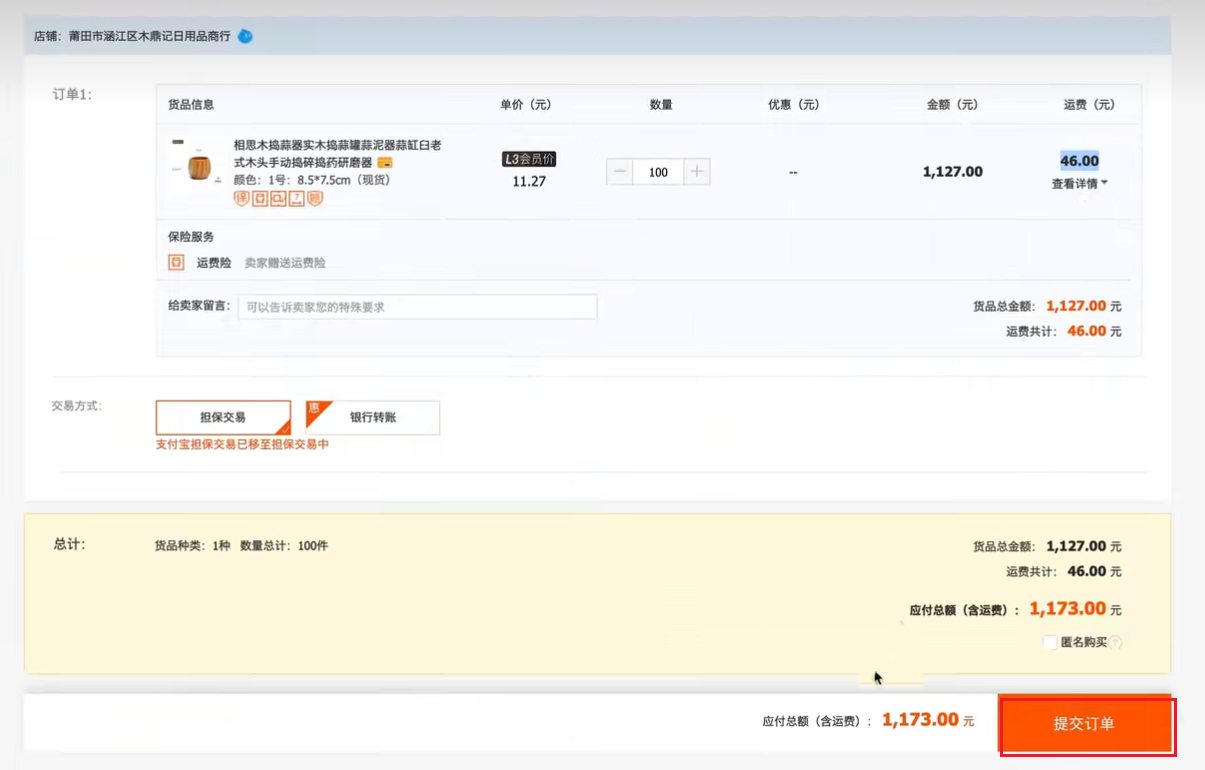 店铺: 莆田市涵江区木鼎记日用品商行
订单1:
货品信息 单价（元） 数量 优惠（元） 金额（元） 运费（元）
相思木捣蒜器实木捣蒜罐蒜泥器蒜缸臼老
式木头手动捣碎捣药研磨器
颜色: 1号: 8.5*7.5cm（现货）
L3会员价
11.27
100
--
1,127.00
46.00
查看详情
保险服务
运费险 卖家赠送运费险
给卖家留言: 可以告诉卖家您的特殊要求
货品总金额: 1,127.00 元
运费共计: 46.00 元
交易方式:
担保交易
惠 银行转账
支付宝担保交易已移至担保交易中
总计:
货品种类: 1种 数量总计: 100件
货品总金额: 1,127.00 元
运费共计: 46.00 元
应付总额（含运费）: 1,173.00 元
匿名购买
应付总额（含运费）: 1,173.00 元
提交订单